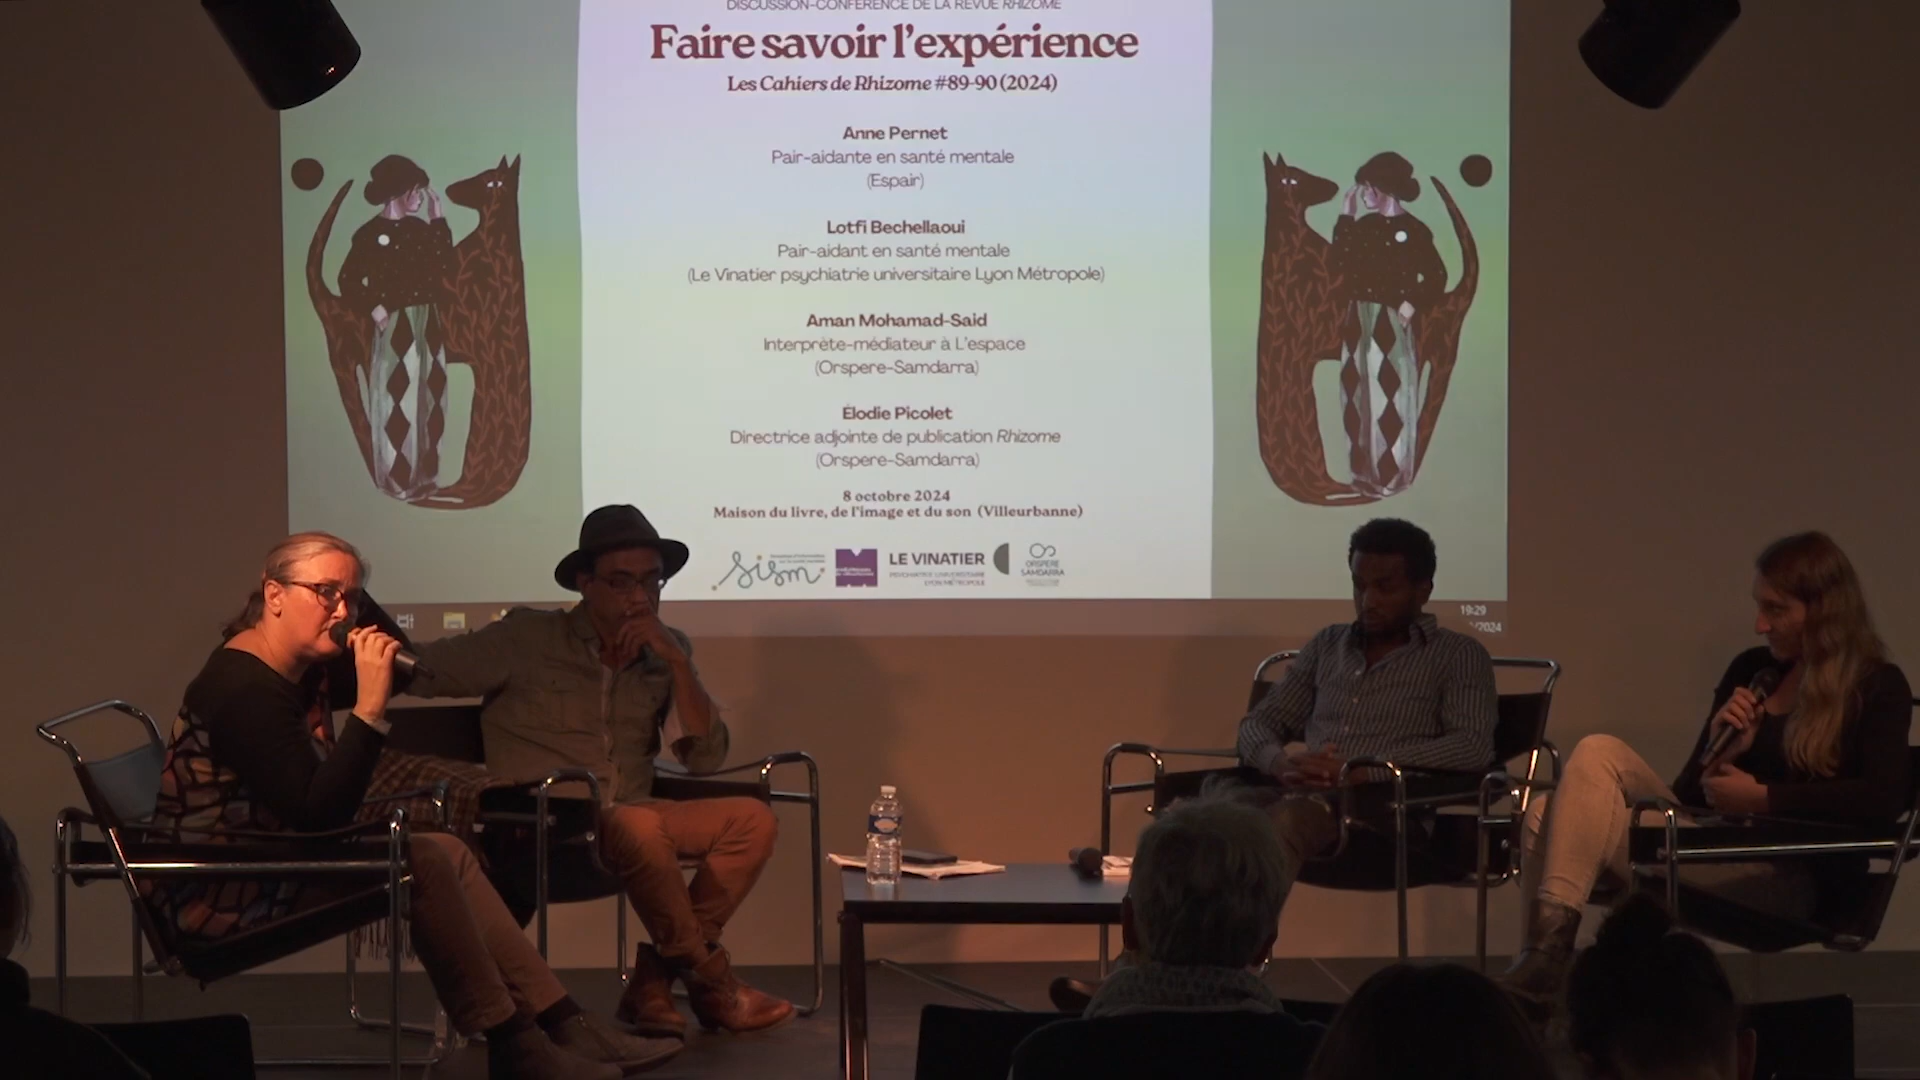 DISCUSSION-CONFÉRENCE DE LA REVUE RHIZOME
Faire savoir l'expérience
Les Cahiers de Rhizome #89-90 (2024)
Anne Pernet
Pair-aidante en santé mentale
(Espair)
Lotfi Bechellaoui
Pair-aidant en santé mentale
(Le Vinatier psychiatrie universitaire Lyon Métropole)
Aman Mohamad-Said
Interprète-médiateur à L'espace
(Orspere-Samdarra)
Élodie Picolet
Directrice adjointe de publication Rhizome
(Orspere-Samdarra)
8 octobre 2024
Maison du livre, de l'image et du son (Villeurbanne)
Sism
LE VINATIER
PSYCHIATRIE UNIVERSITAIRE
LYON MÉTROPOLE
ORSPERE
SAMDARRA
19:29
/2024